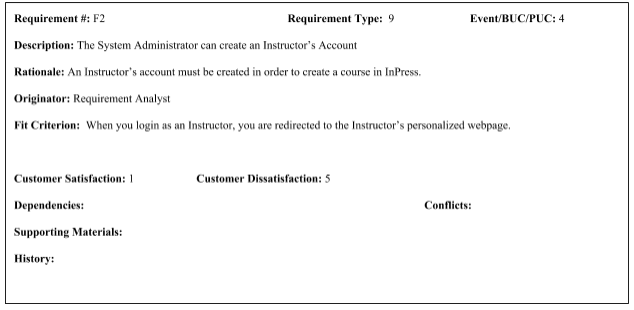 Requirement #: F2 Requirement Type: 9 Event/BUC/PUC: 4
Description: The System Administrator can create an Instructor's Account
Rationale: An Instructor's account must be created in order to create a course in InPress.
Originator: Requirement Analyst
Fit Criterion: When you login as an Instructor, you are redirected to the Instructor's personalized webpage.
Customer Satisfaction: 1 Customer Dissatisfaction: 5
Dependencies: Conflicts:
Supporting Materials:
History: